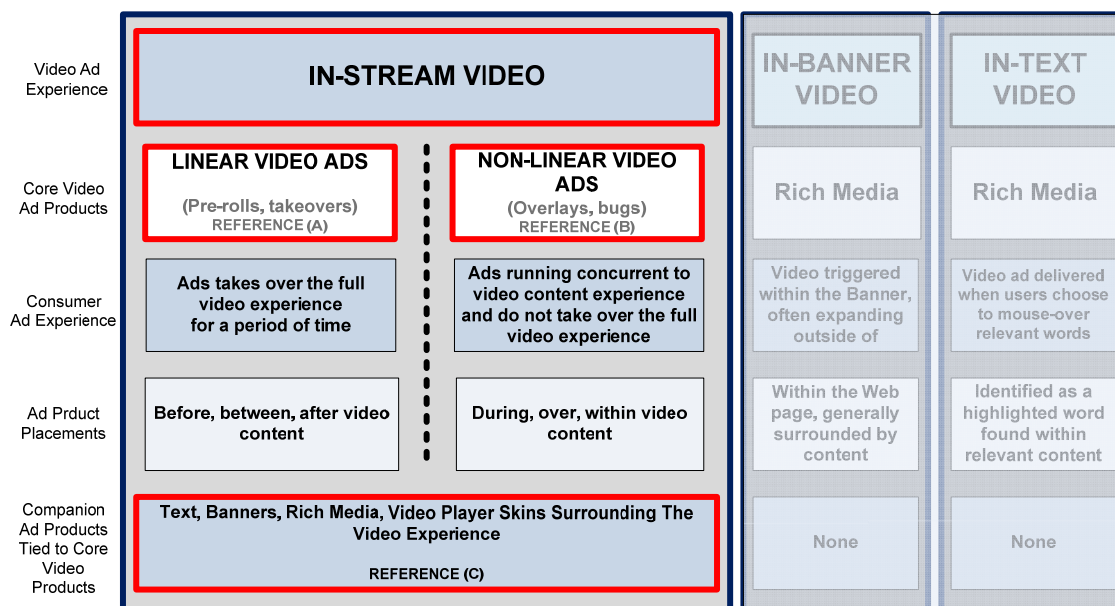 Video Ad
Experience
IN-STREAM VIDEO
IN-BANNER
VIDEO
IN-TEXT
VIDEO
Core Video
Ad Products
LINEAR VIDEO ADS
(Pre-rolls, takeovers)
REFERENCE (A)
NON-LINEAR VIDEO
ADS
(Overlays, bugs)
REFERENCE (B)
Rich Media
Rich Media
Consumer
Ad Experience
Ads takes over the full
video experience
for a period of time
Ads running concurrent to
video content experience
and do not take over the full
video experience
Video triggered
within the Banner,
often expanding
outside of
Video ad delivered
when users choose
to mouse-over
relevant words
Ad Prduct
Placements
Before, between, after video
content
During, over, within video
content
Within the Web
page, generally
surrounded by
content
Identified as a
highlighted word
found within
relevant content
Companion
Ad Products
Tied to Core
Video
Products
Text, Banners, Rich Media, Video Player Skins Surrounding The
Video Experience
REFERENCE (C)
None
None